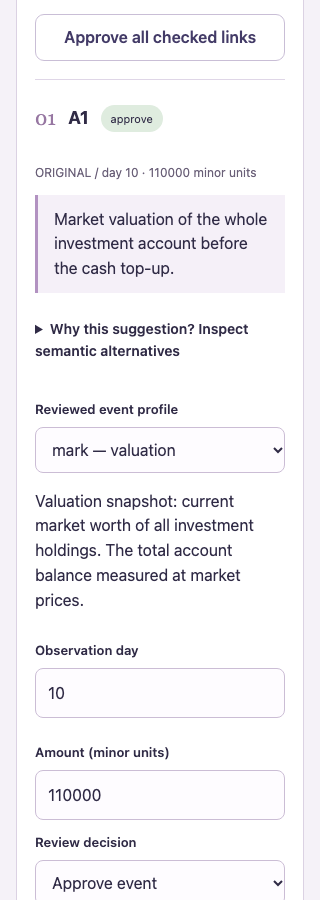 Approve all checked links
01 A1 approve
ORIGINAL / day 10 · 110000 minor units
Market valuation of the whole
investment account before
the cash top-up.
▶ Why this suggestion? Inspect
semantic alternatives
Reviewed event profile
mark — valuation
Valuation snapshot: current
market worth of all investment
holdings. The total account
balance measured at market
prices.
Observation day
10
Amount (minor units)
110000
Review decision
Approve event